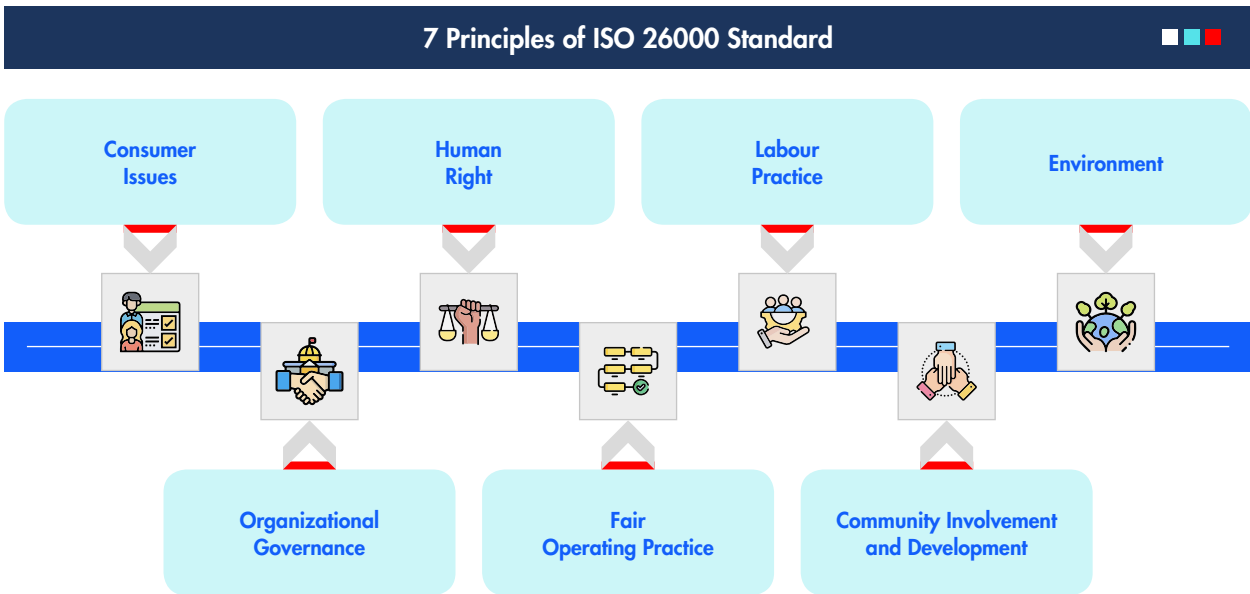 7 Principles of ISO 26000 Standard
Consumer
Issues
Human
Right
Labour
Practice
Environment
Organizational
Governance
Fair
Operating Practice
Community Involvement
and Development